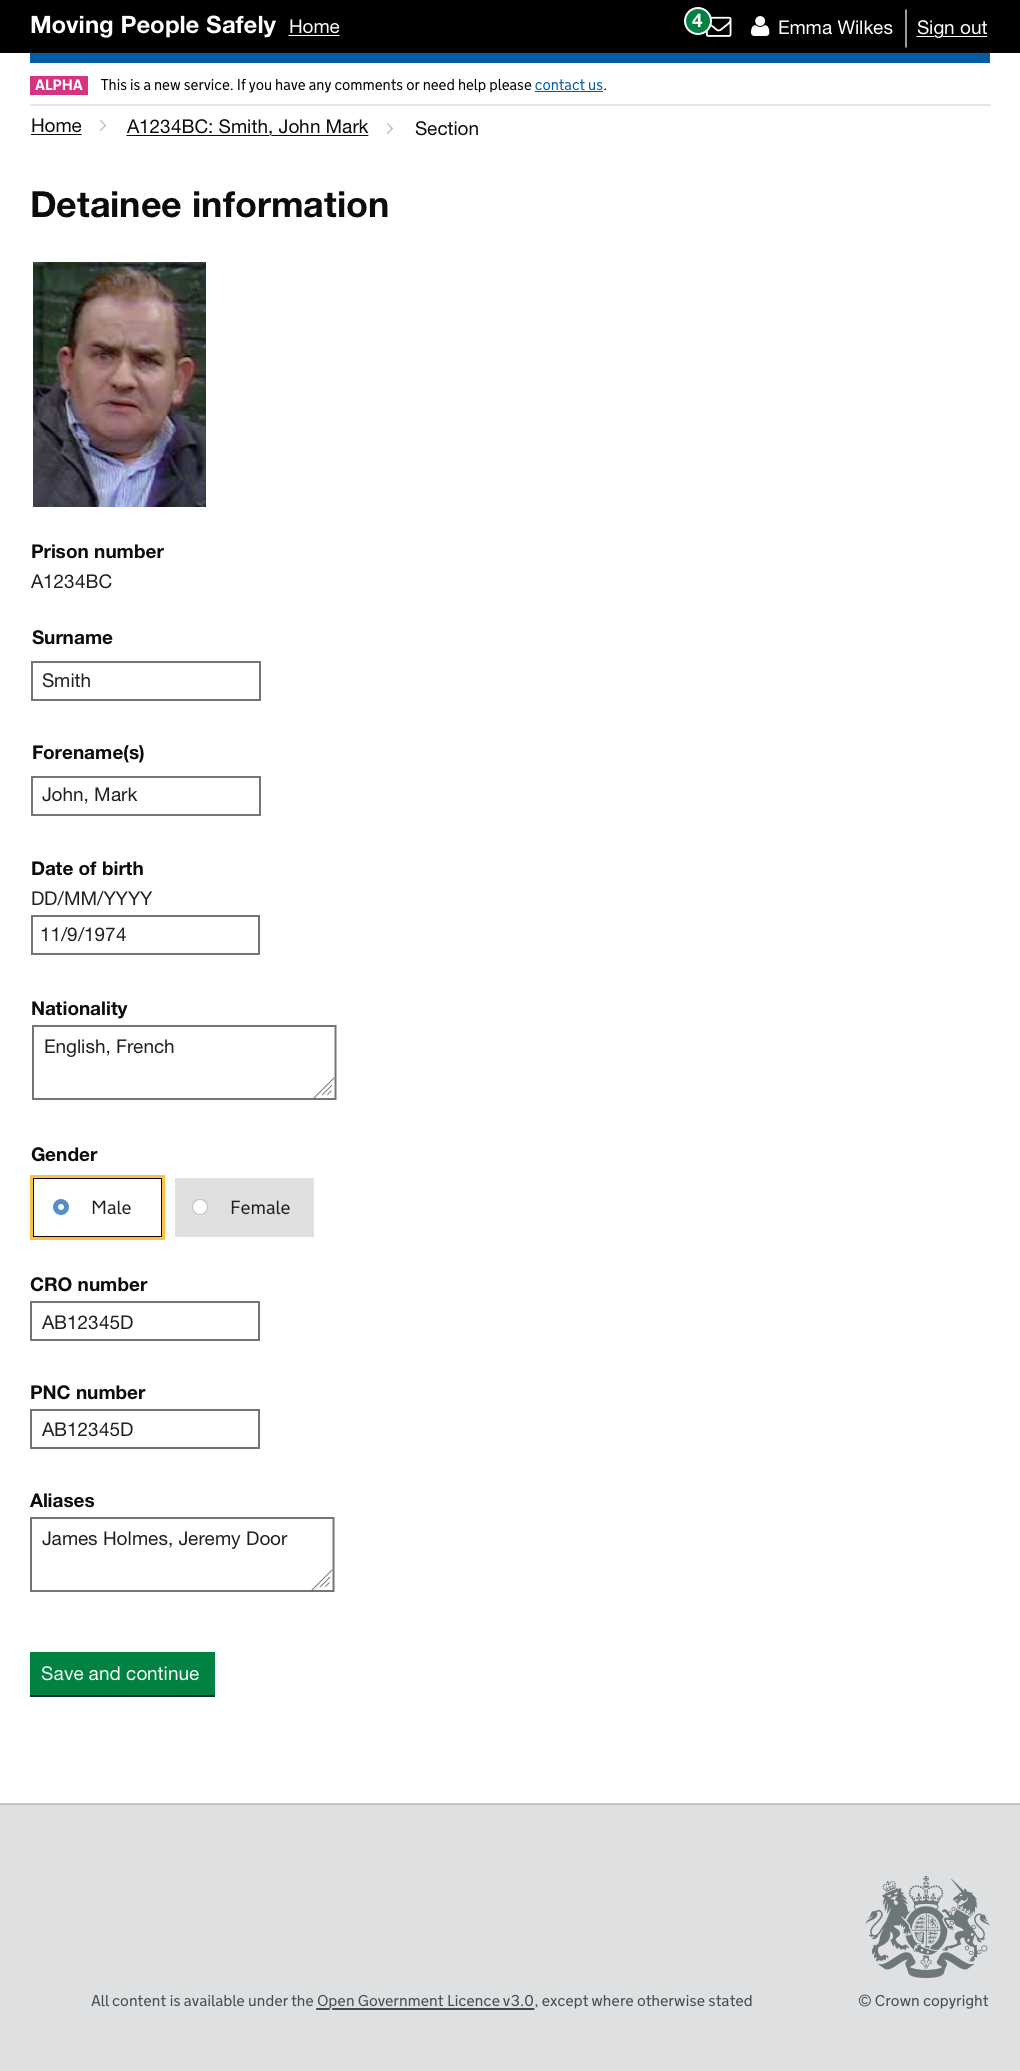 Moving People Safely Home 4 Emma Wilkes Sign out
ALPHA This is a new service. If you have any comments or need help please contact us.
Home A1234BC: Smith, John Mark Section
Detainee information
Prison number
A1234BC
Surname
Smith
Forename(s)
John, Mark
Date of birth
DD/MM/YYYY
11/9/1974
Nationality
English, French
Gender
Male Female
CRO number
AB12345D
PNC number
AB12345D
Aliases
James Holmes, Jeremy Door
Save and continue
All content is available under the Open Government Licence v3.0, except where otherwise stated © Crown copyright